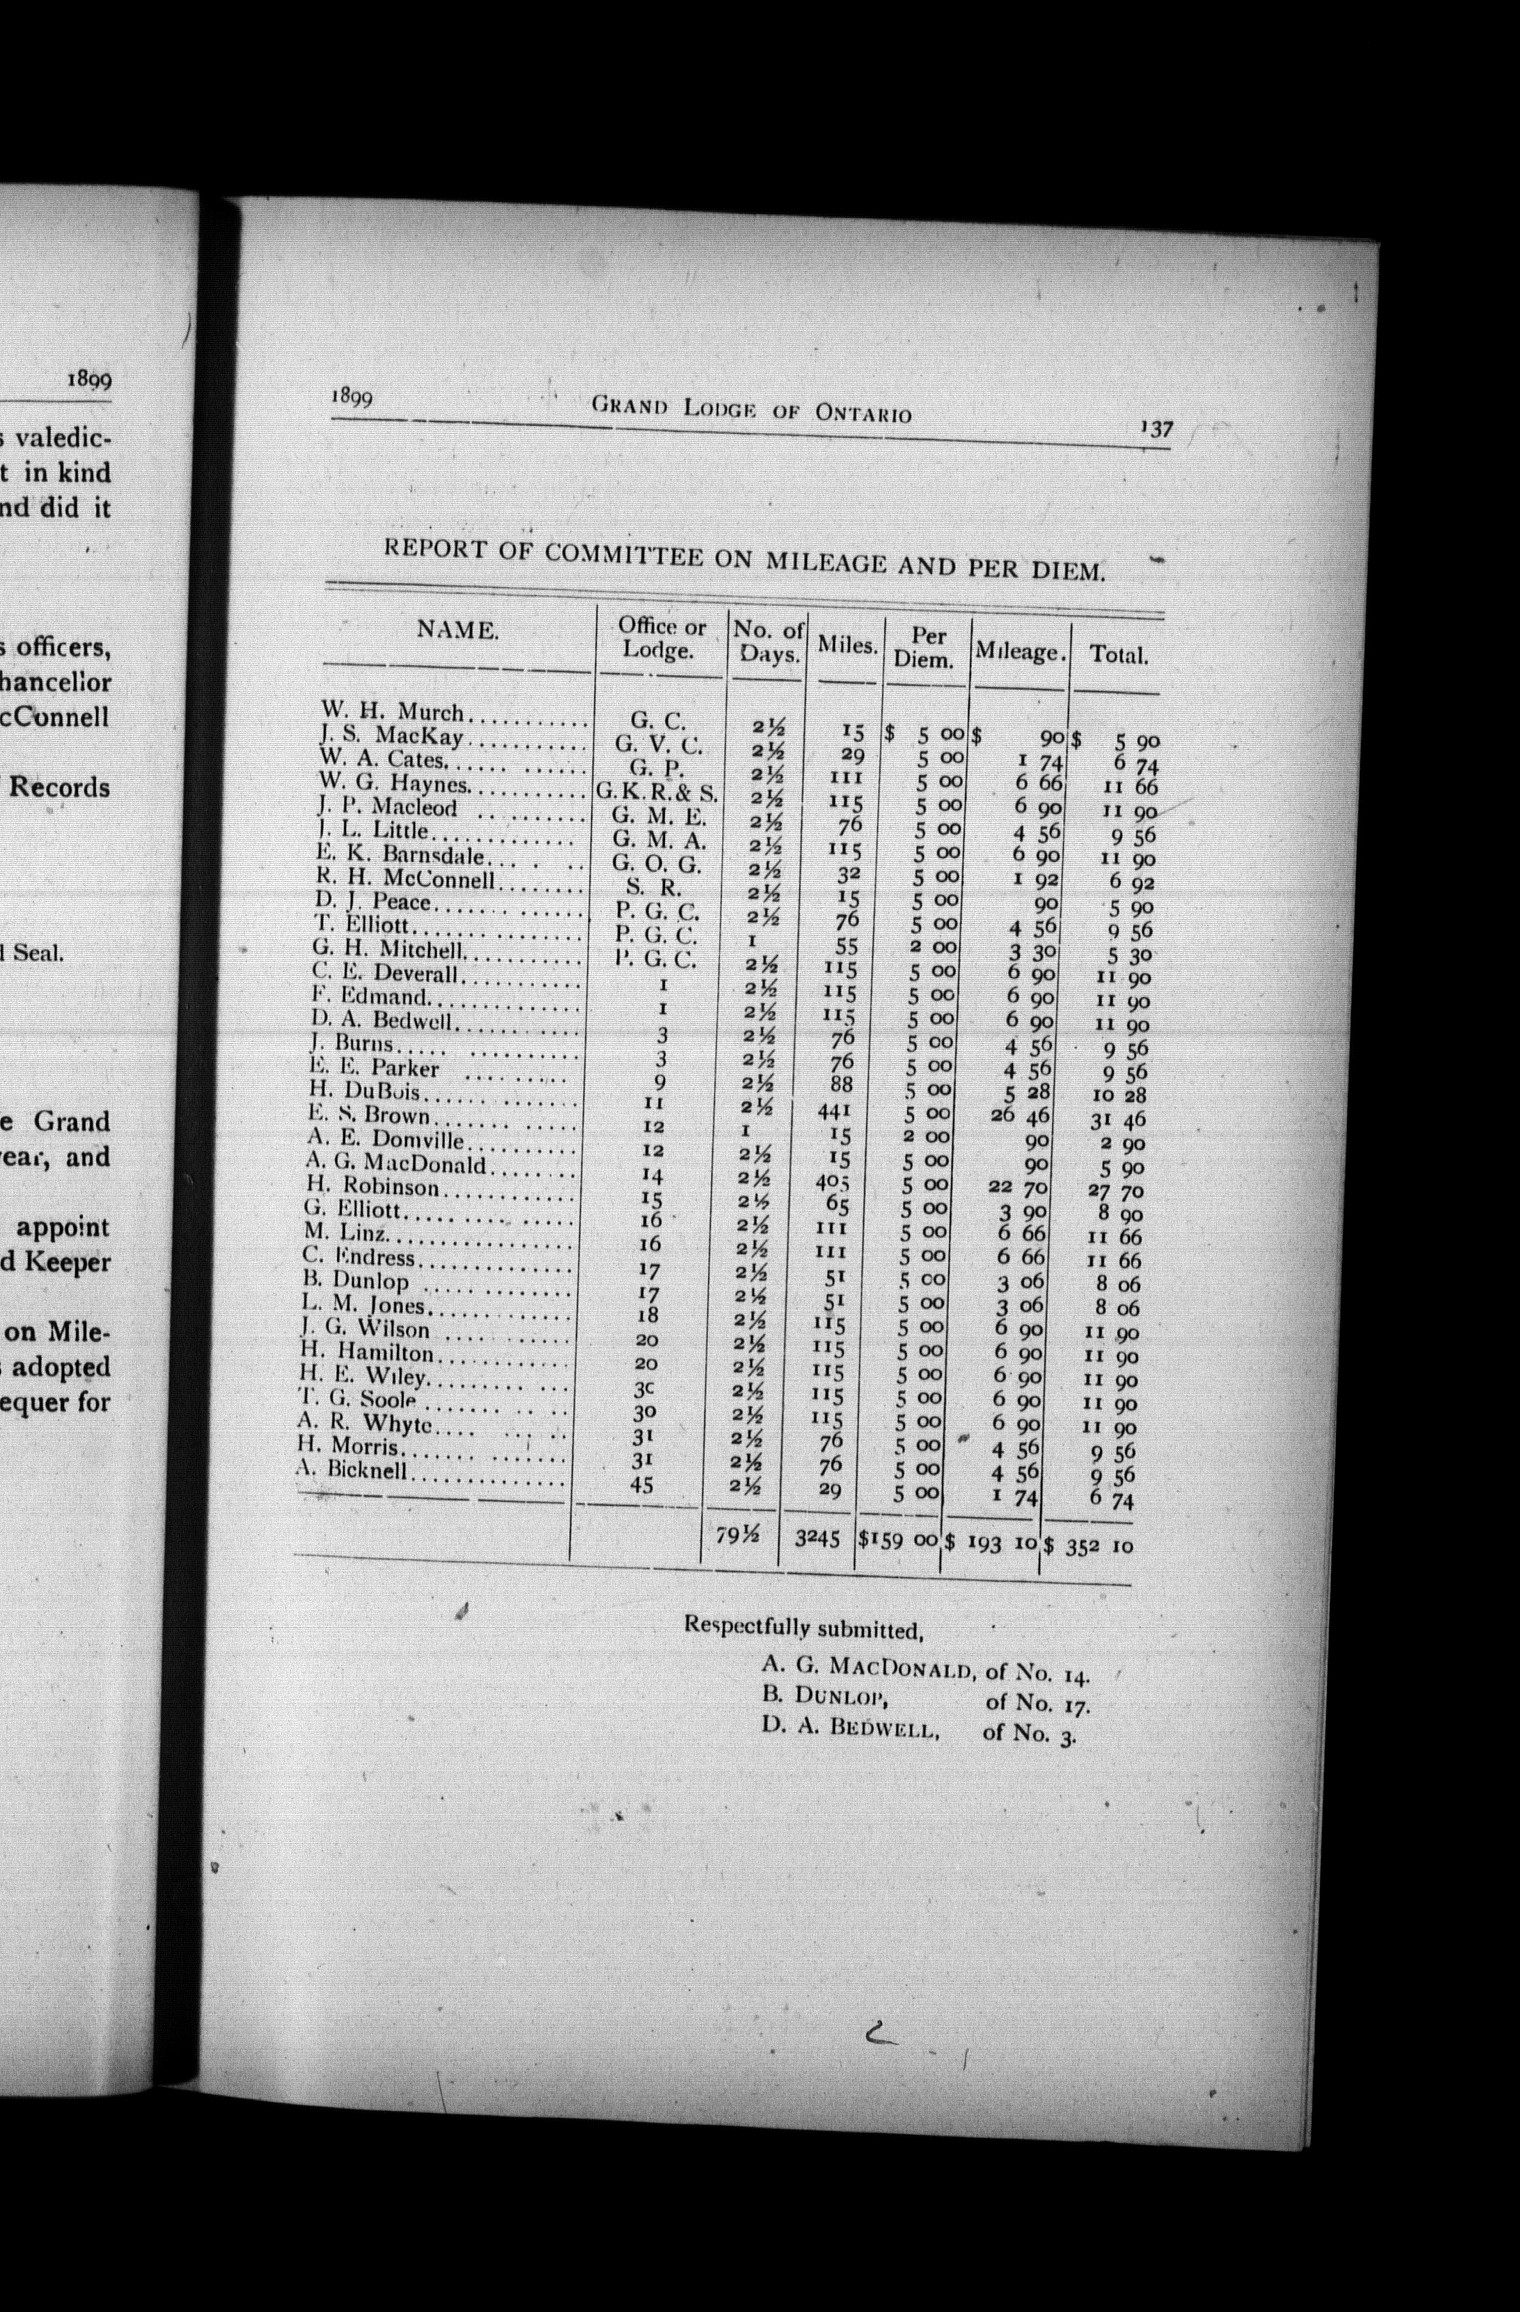 1899
s valedic-
t in kind
nd did it
s officers,
hancellor
cConnell
Records
l Seal.
e Grand
ear, and
appoint
d Keeper
on Mile-
s adopted
equer for
1899 GRAND LODGE OF ONTARIO 137
REPORT OF COMMITTEE ON MILEAGE AND PER DIEM.
NAME. Office or Lodge. No. of Days. Miles. Per Diem. Mileage. Total.
W. H. Murch........... G. C. 2½ 15 $ 5 00 $ 90 $ 5 90
J. S. MacKay........... G. V. C. 2½ 29 5 00 1 74 6 74
W. A. Cates...... ...... G. P. 2½ 111 5 00 6 66 11 66
W. G. Haynes........... G.K.R.& S. 2½ 115 5 00 6 90 11 90
J. P. Macleod .......... G. M. E. 2½ 76 5 00 4 56 9 56
J. L. Little............. G. M. A. 2½ 115 5 00 6 90 11 90
E. K. Barnsdale... . .. G. O. G. 2½ 32 5 00 1 92 6 92
R. H. McConnell........ S. R. 2½ 15 5 00 90 5 90
D. J. Peace...... ...... P. G. C. 2½ 76 5 00 4 56 9 56
T. Elliott....... ........ P. G. C. 1 55 2 00 3 30 5 30
G. H. Mitchell........... P. G. C. 2½ 115 5 00 6 90 11 90
C. E. Deverall........... 1 2½ 115 5 00 6 90 11 90
F. Edmand.............. 1 2½ 115 5 00 6 90 11 90
D. A. Bedwell........... 3 2½ 76 5 00 4 56 9 56
J. Burns..... .......... 3 2½ 76 5 00 4 56 9 56
E. E. Parker ......... 9 2½ 88 5 00 5 28 10 28
H. DuBois....... ....... 11 2½ 441 5 00 26 46 31 46
E. S. Brown........ ..... 12 1 15 2 00 90 2 90
A. E. Domville........... 12 2½ 15 5 00 90 5 90
A. G. MacDonald........ 14 2½ 405 5 00 22 70 27 70
H. Robinson............ 15 2½ 65 5 00 3 90 8 90
G. Elliott.......... ..... 16 2½ 111 5 00 6 66 11 66
M. Linz................. 16 2½ 111 5 00 6 66 11 66
C. Endress.............. 17 2½ 51 5 00 3 06 8 06
B. Dunlop ..... ........ 17 2½ 51 5 00 3 06 8 06
L. M. Jones............. 18 2½ 115 5 00 6 90 11 90
J. G. Wilson .... ....... 20 2½ 115 5 00 6 90 11 90
H. Hamilton............ 20 2½ 115 5 00 6 90 11 90
H. E. Wiley......... ... 30 2½ 115 5 00 6 90 11 90
T. G. Soole ....... .. .. 30 2½ 115 5 00 6 90 11 90
A. R. Whyte.... ... .. 31 2½ 76 5 00 4 56 9 56
H. Morris....... ....... 31 2½ 76 5 00 4 56 9 56
A. Bicknell.............. 45 2½ 29 5 00 1 74 6 74
79½ 3245 $159 00 $ 193 10 $ 352 10
Respectfully submitted,
A. G. MACDONALD, of No. 14.
B. DUNLOP, of No. 17.
D. A. BEDWELL, of No. 3.